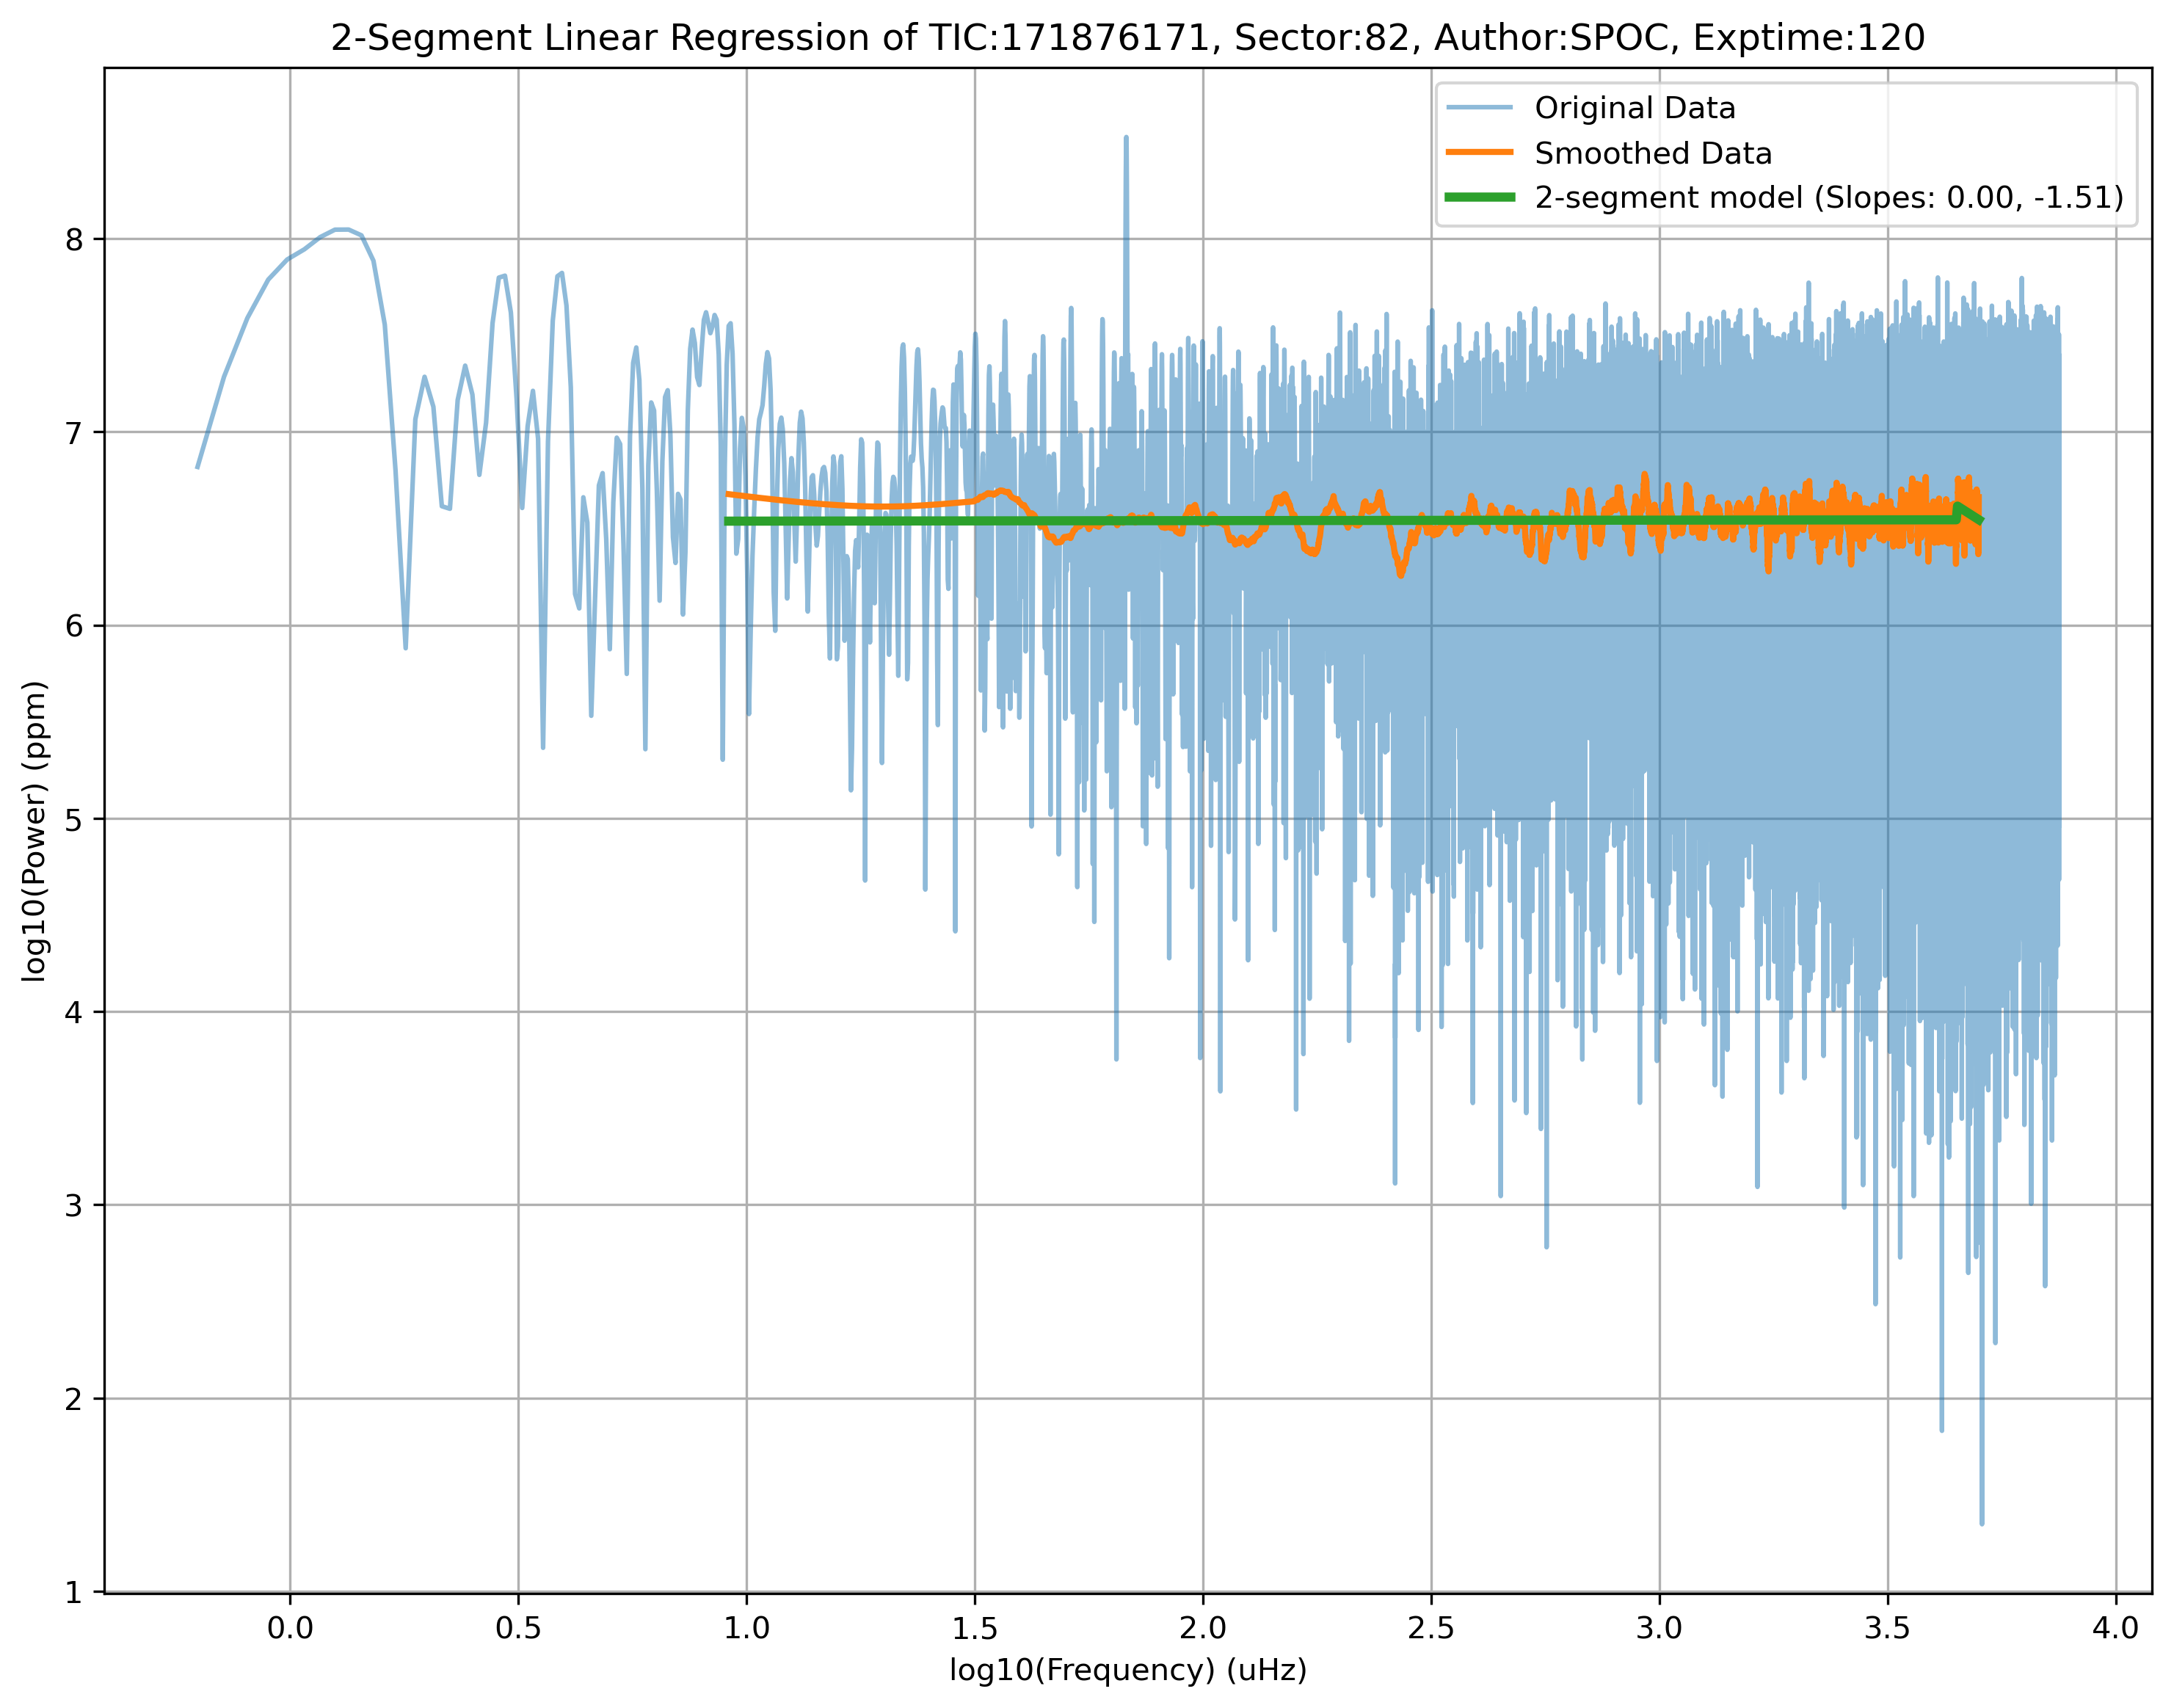 2-Segment Linear Regression of TIC:171876171, Sector:82, Author:SPOC, Exptime:120
Original Data
Smoothed Data
2-segment model (Slopes: 0.00, -1.51)
log10(Power) (ppm)
8
7
6
5
4
3
2
1
0.0 0.5 1.0 1.5 2.0 2.5 3.0 3.5 4.0
log10(Frequency) (uHz)